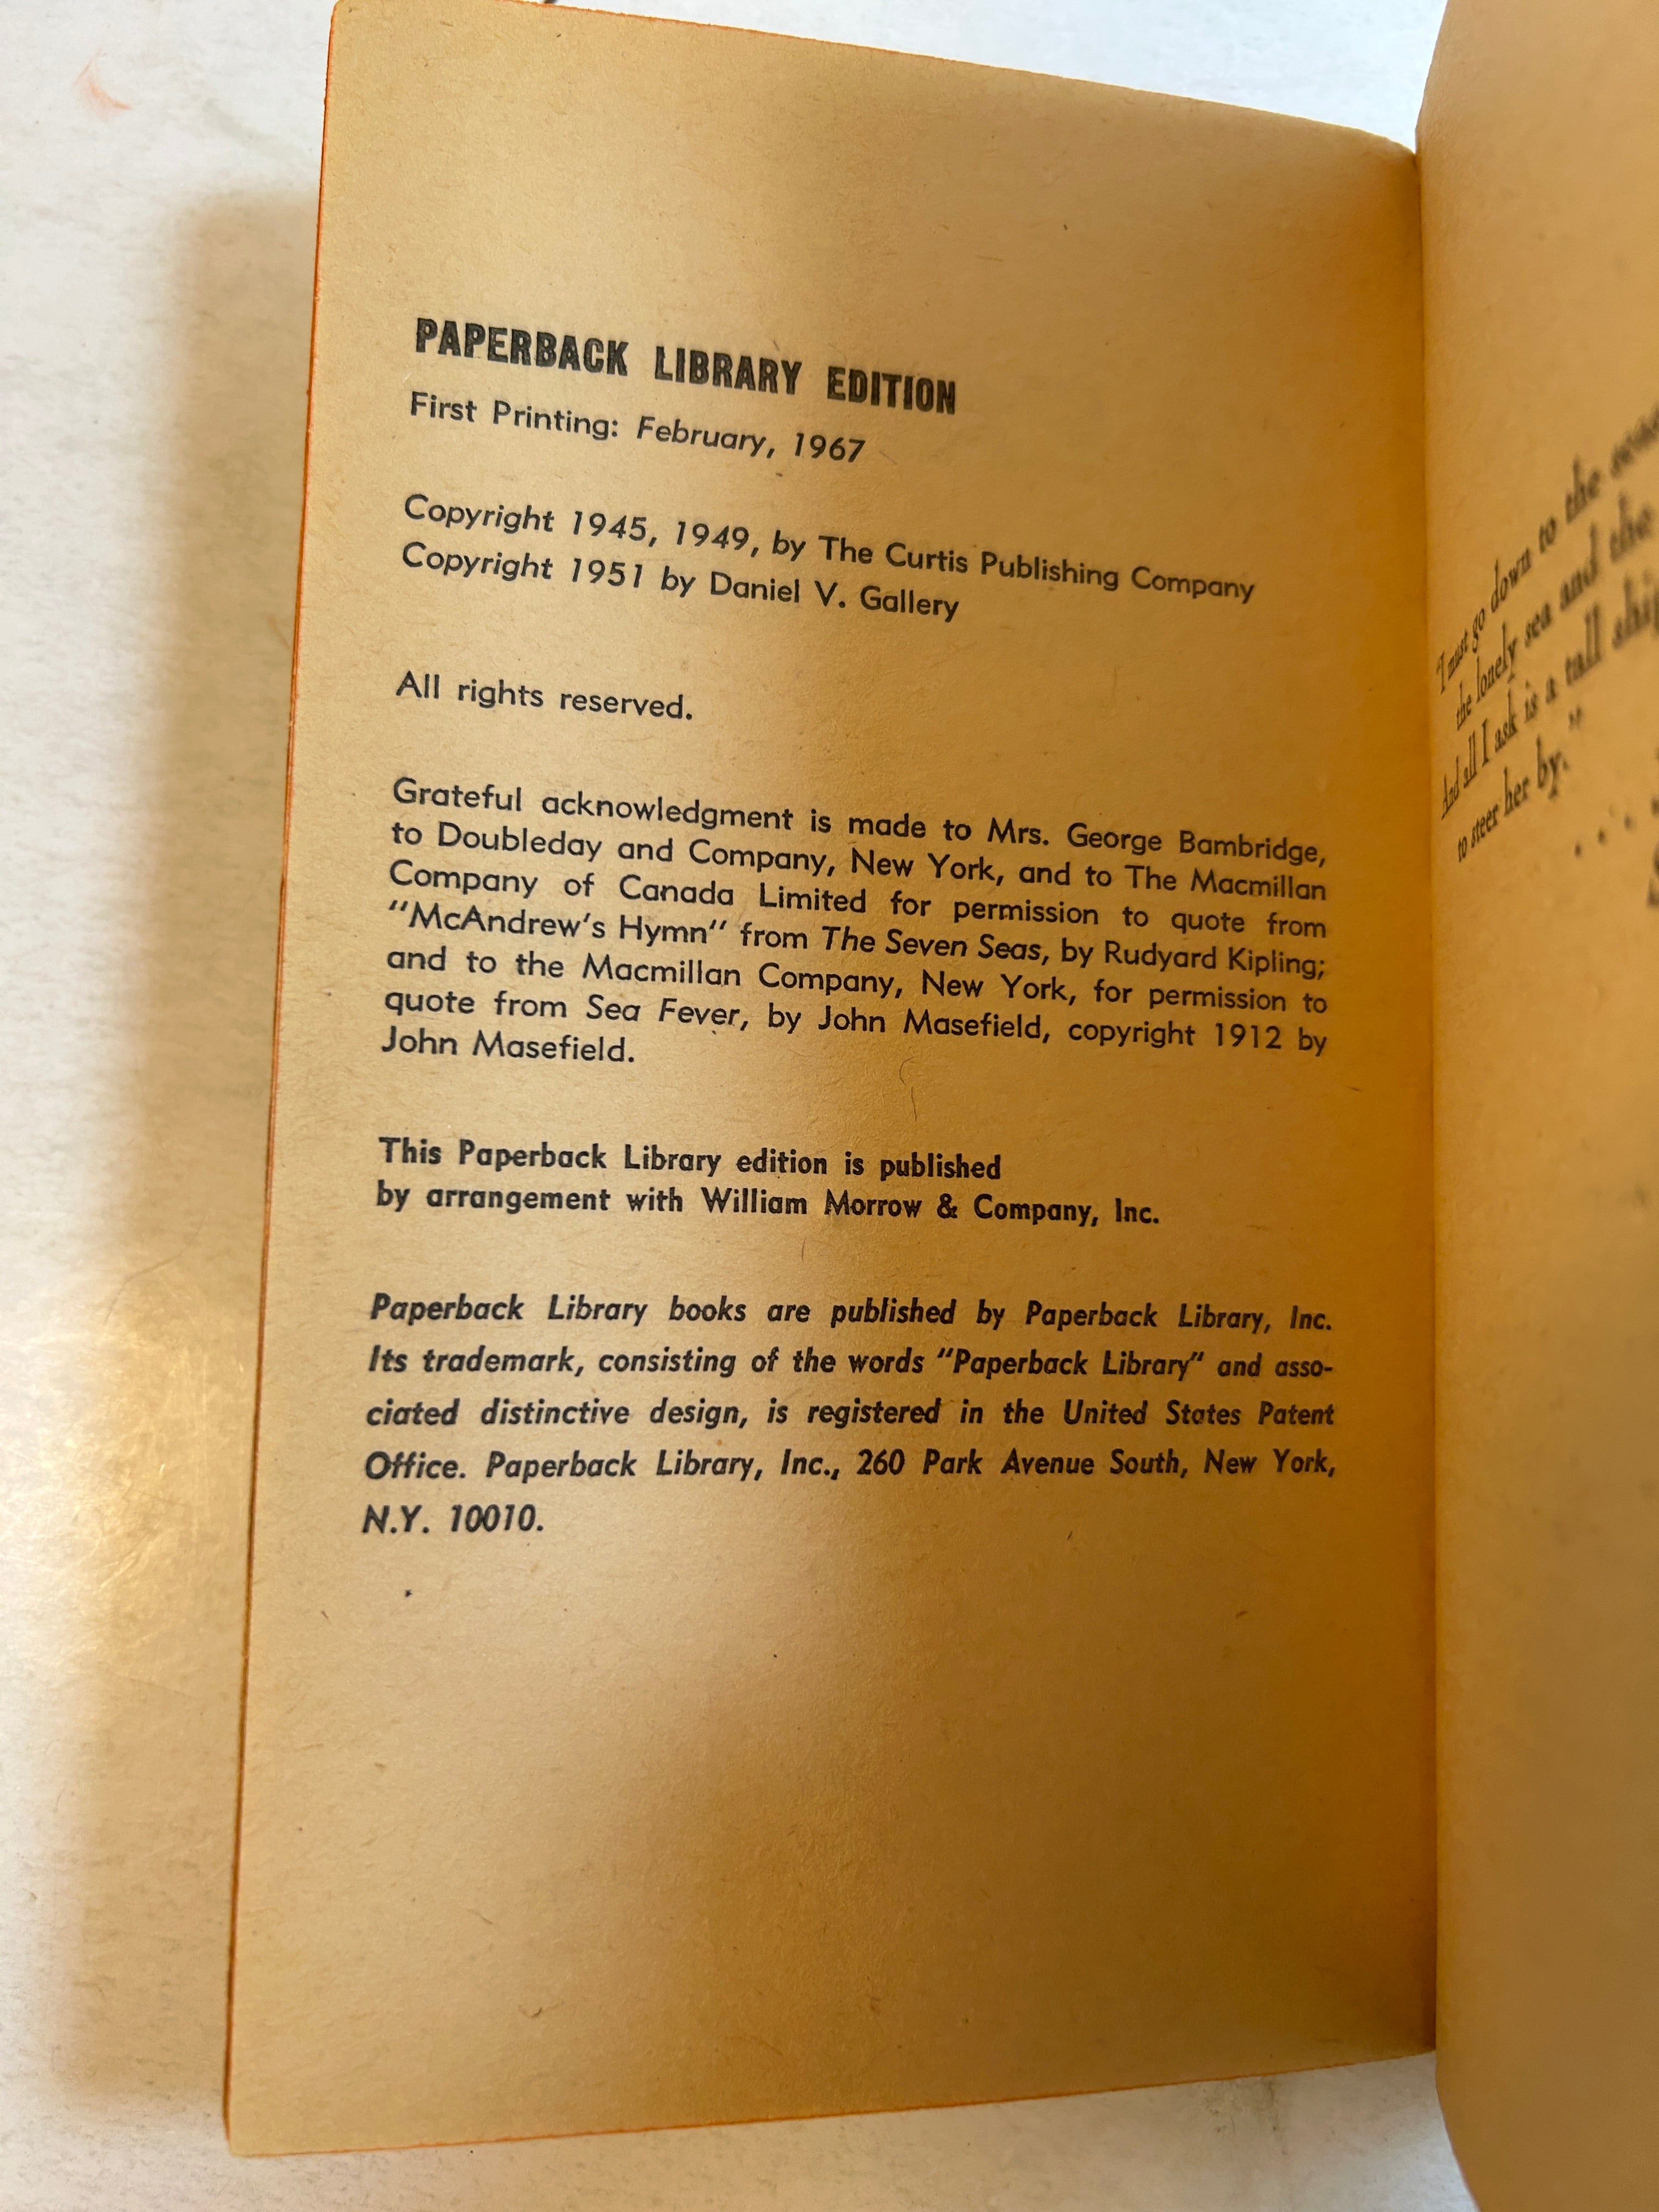 PAPERBACK LIBRARY EDITION
First Printing: February, 1967
Copyright 1945, 1949, by The Curtis Publishing Company
Copyright 1951 by Daniel V. Gallery
All rights reserved.
Grateful acknowledgment is made to Mrs. George Bambridge,
to Doubleday and Company, New York, and to The Macmillan
Company of Canada Limited for permission to quote from
"McAndrew's Hymn" from The Seven Seas, by Rudyard Kipling;
and to the Macmillan Company, New York, for permission to
quote from Sea Fever, by John Masefield, copyright 1912 by
John Masefield.
This Paperback Library edition is published
by arrangement with William Morrow & Company, Inc.
Paperback Library books are published by Paperback Library, Inc.
Its trademark, consisting of the words "Paperback Library" and asso-
ciated distinctive design, is registered in the United States Patent
Office. Paperback Library, Inc., 260 Park Avenue South, New York,
N.Y. 10010.
"I must go down to the
the lonely sea and the
And all I ask is a tall ship
to steer her by."